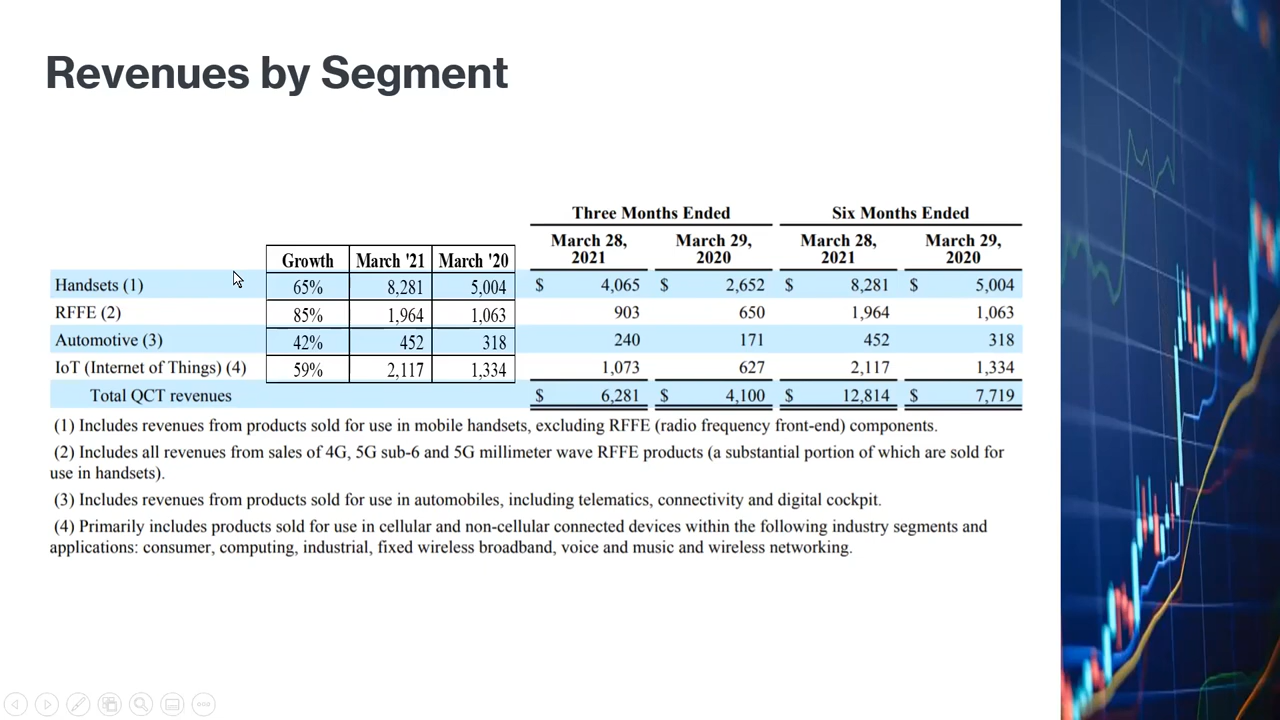 Revenues by Segment
Three Months Ended Six Months Ended
March 28, 2021 March 29, 2020 March 28, 2021 March 29, 2020
Growth March '21 March '20
Handsets (1) 65% 8,281 5,004 $ 4,065 $ 2,652 $ 8,281 $ 5,004
RFFE (2) 85% 1,964 1,063 903 650 1,964 1,063
Automotive (3) 42% 452 318 240 171 452 318
IoT (Internet of Things) (4) 59% 2,117 1,334 1,073 627 2,117 1,334
Total QCT revenues $ 6,281 $ 4,100 $ 12,814 $ 7,719
(1) Includes revenues from products sold for use in mobile handsets, excluding RFFE (radio frequency front-end) components.
(2) Includes all revenues from sales of 4G, 5G sub-6 and 5G millimeter wave RFFE products (a substantial portion of which are sold for
use in handsets).
(3) Includes revenues from products sold for use in automobiles, including telematics, connectivity and digital cockpit.
(4) Primarily includes products sold for use in cellular and non-cellular connected devices within the following industry segments and
applications: consumer, computing, industrial, fixed wireless broadband, voice and music and wireless networking.